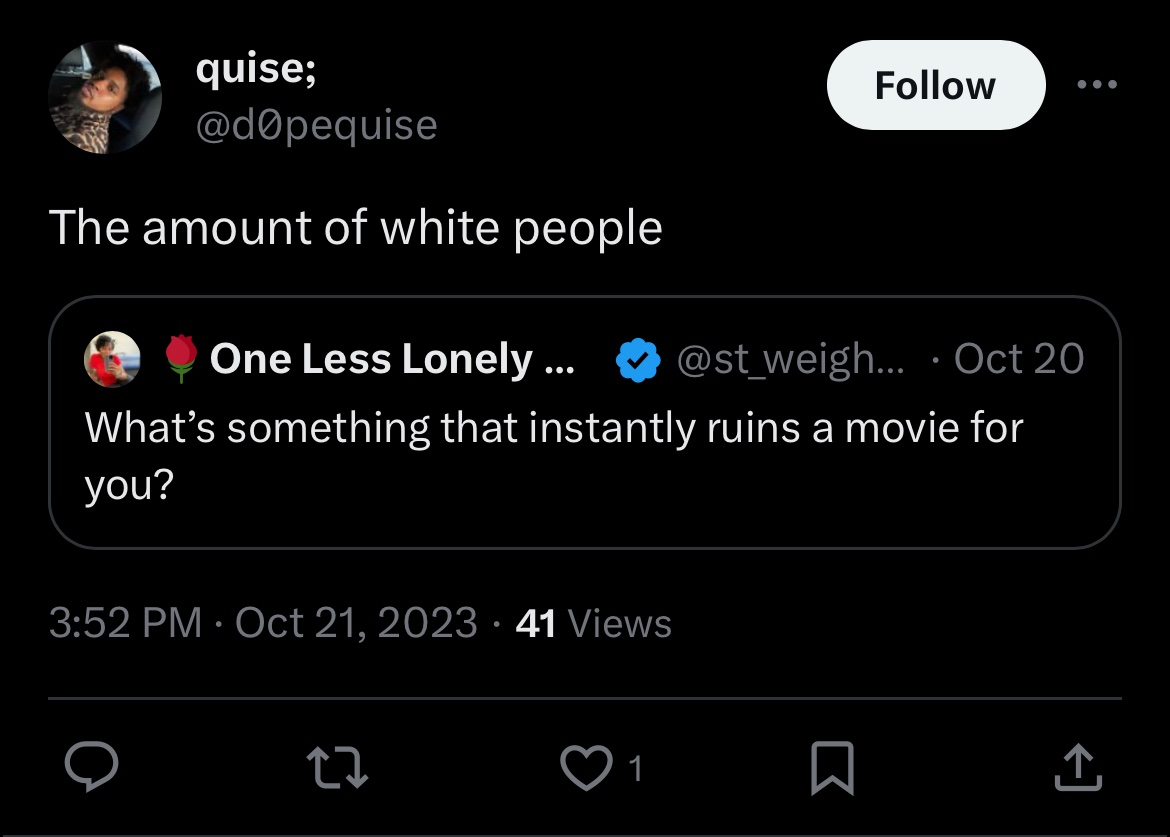 quise;
@d0pequise
Follow
The amount of white people
One Less Lonely ... @st_weigh... · Oct 20
What's something that instantly ruins a movie for
you?
3:52 PM · Oct 21, 2023 · 41 Views
1